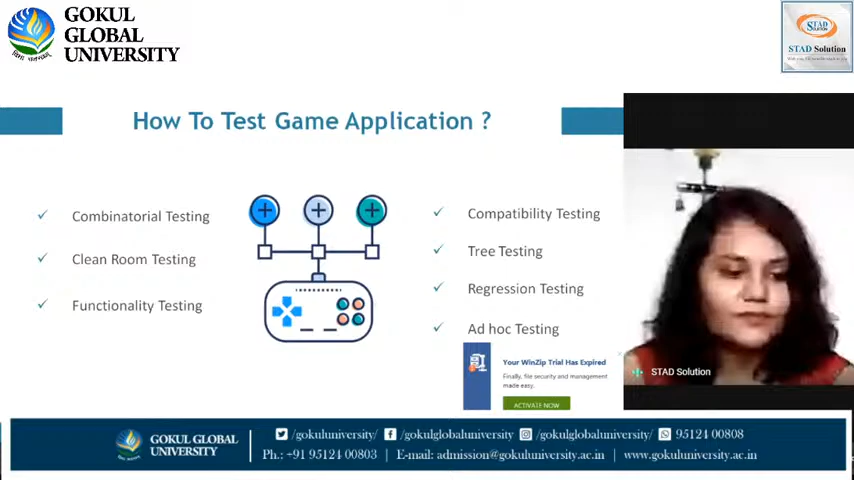 GOKUL
GLOBAL
UNIVERSITY
STAD
SOLUTION
STAD Solution
How To Test Game Application ?
Combinatorial Testing
Clean Room Testing
Functionality Testing
Compatibility Testing
Tree Testing
Regression Testing
Ad hoc Testing
Your WinZip Trial Has Expired
Finally, file security and management
made easy.
ACTIVATE NOW
STAD Solution
GOKUL GLOBAL
UNIVERSITY
/gokuluniversity/ /gokulglobaluniversity /gokulglobaluniversity/ 95124 00808
Ph.: +91 95124 00803 | E-mail: admission@gokuluniversity.ac.in | www.gokuluniversity.ac.in